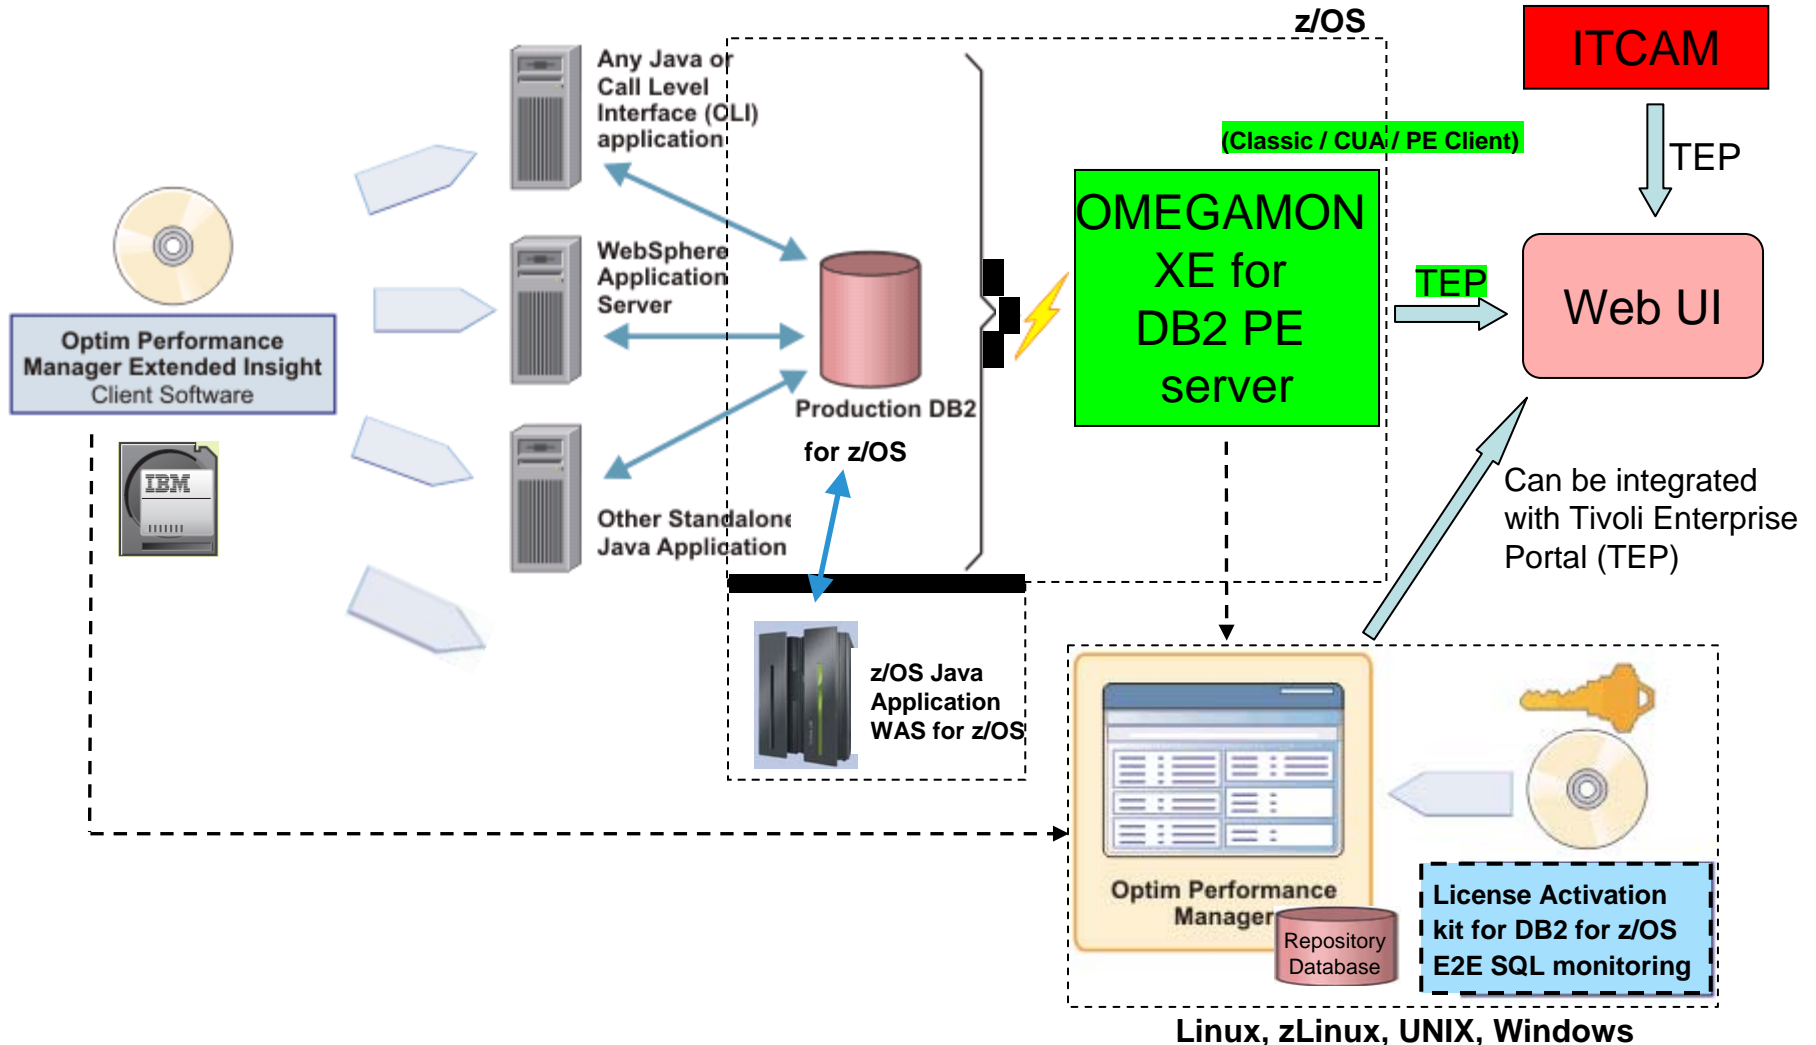 z/OS
ITCAM
Any Java or
Call Level
Interface (CLI)
application
(Classic / CUA / PE Client)
TEP
OMEGAMON
XE for
DB2 PE
server
WebSphere
Application
Server
TEP
Web UI
Optim Performance
Manager Extended Insight
Client Software
Production DB2
for z/OS
IBM
Other Standalone
Java Application
Can be integrated
with Tivoli Enterprise
Portal (TEP)
z/OS Java
Application
WAS for z/OS
Optim Performance
Manager
Repository
Database
License Activation
kit for DB2 for z/OS
E2E SQL monitoring
Linux, zLinux, UNIX, Windows